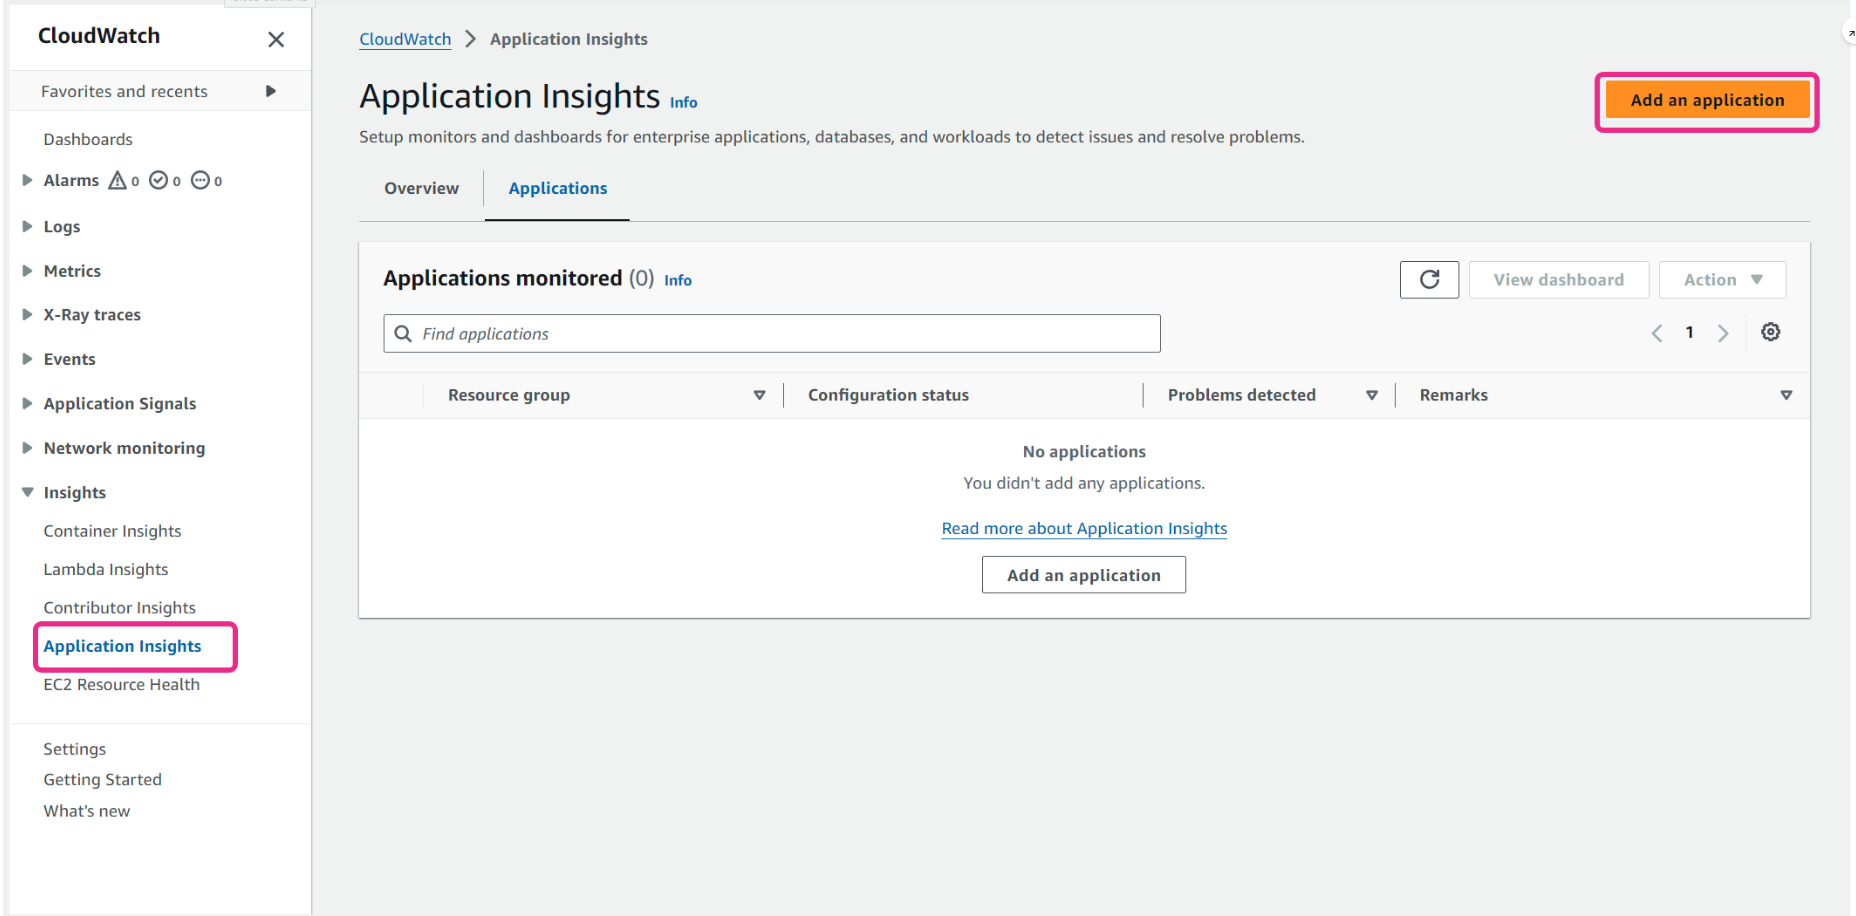 CloudWatch
Favorites and recents
Dashboards
Alarms 0 0 0
Logs
Metrics
X-Ray traces
Events
Application Signals
Network monitoring
Insights
Container Insights
Lambda Insights
Contributor Insights
Application Insights
EC2 Resource Health
Settings
Getting Started
What's new
CloudWatch Application Insights
Application Insights Info
Add an application
Setup monitors and dashboards for enterprise applications, databases, and workloads to detect issues and resolve problems.
Overview Applications
Applications monitored (0) Info
View dashboard Action
Find applications
1
Resource group Configuration status Problems detected Remarks
No applications
You didn't add any applications.
Read more about Application Insights
Add an application